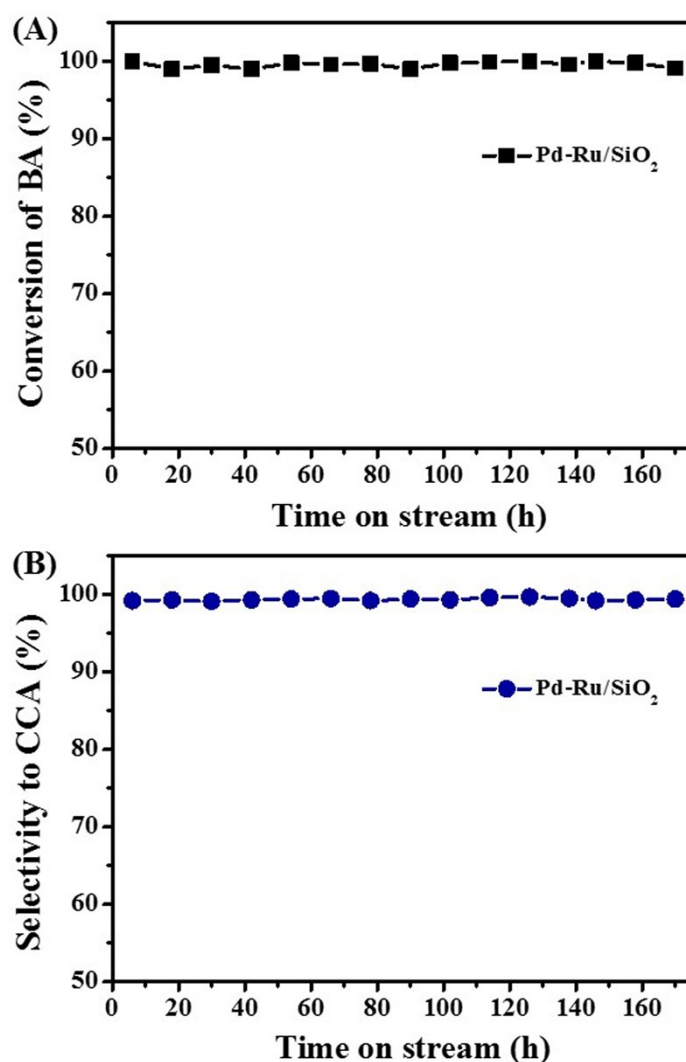 (A)
Conversion of BA (%)
100
90
80
70
60
50
Pd-Ru/SiO₂
0 20 40 60 80 100 120 140 160
Time on stream (h)
(B)
Selectivity to CCA (%)
100
90
80
70
60
50
Pd-Ru/SiO₂
0 20 40 60 80 100 120 140 160
Time on stream (h)